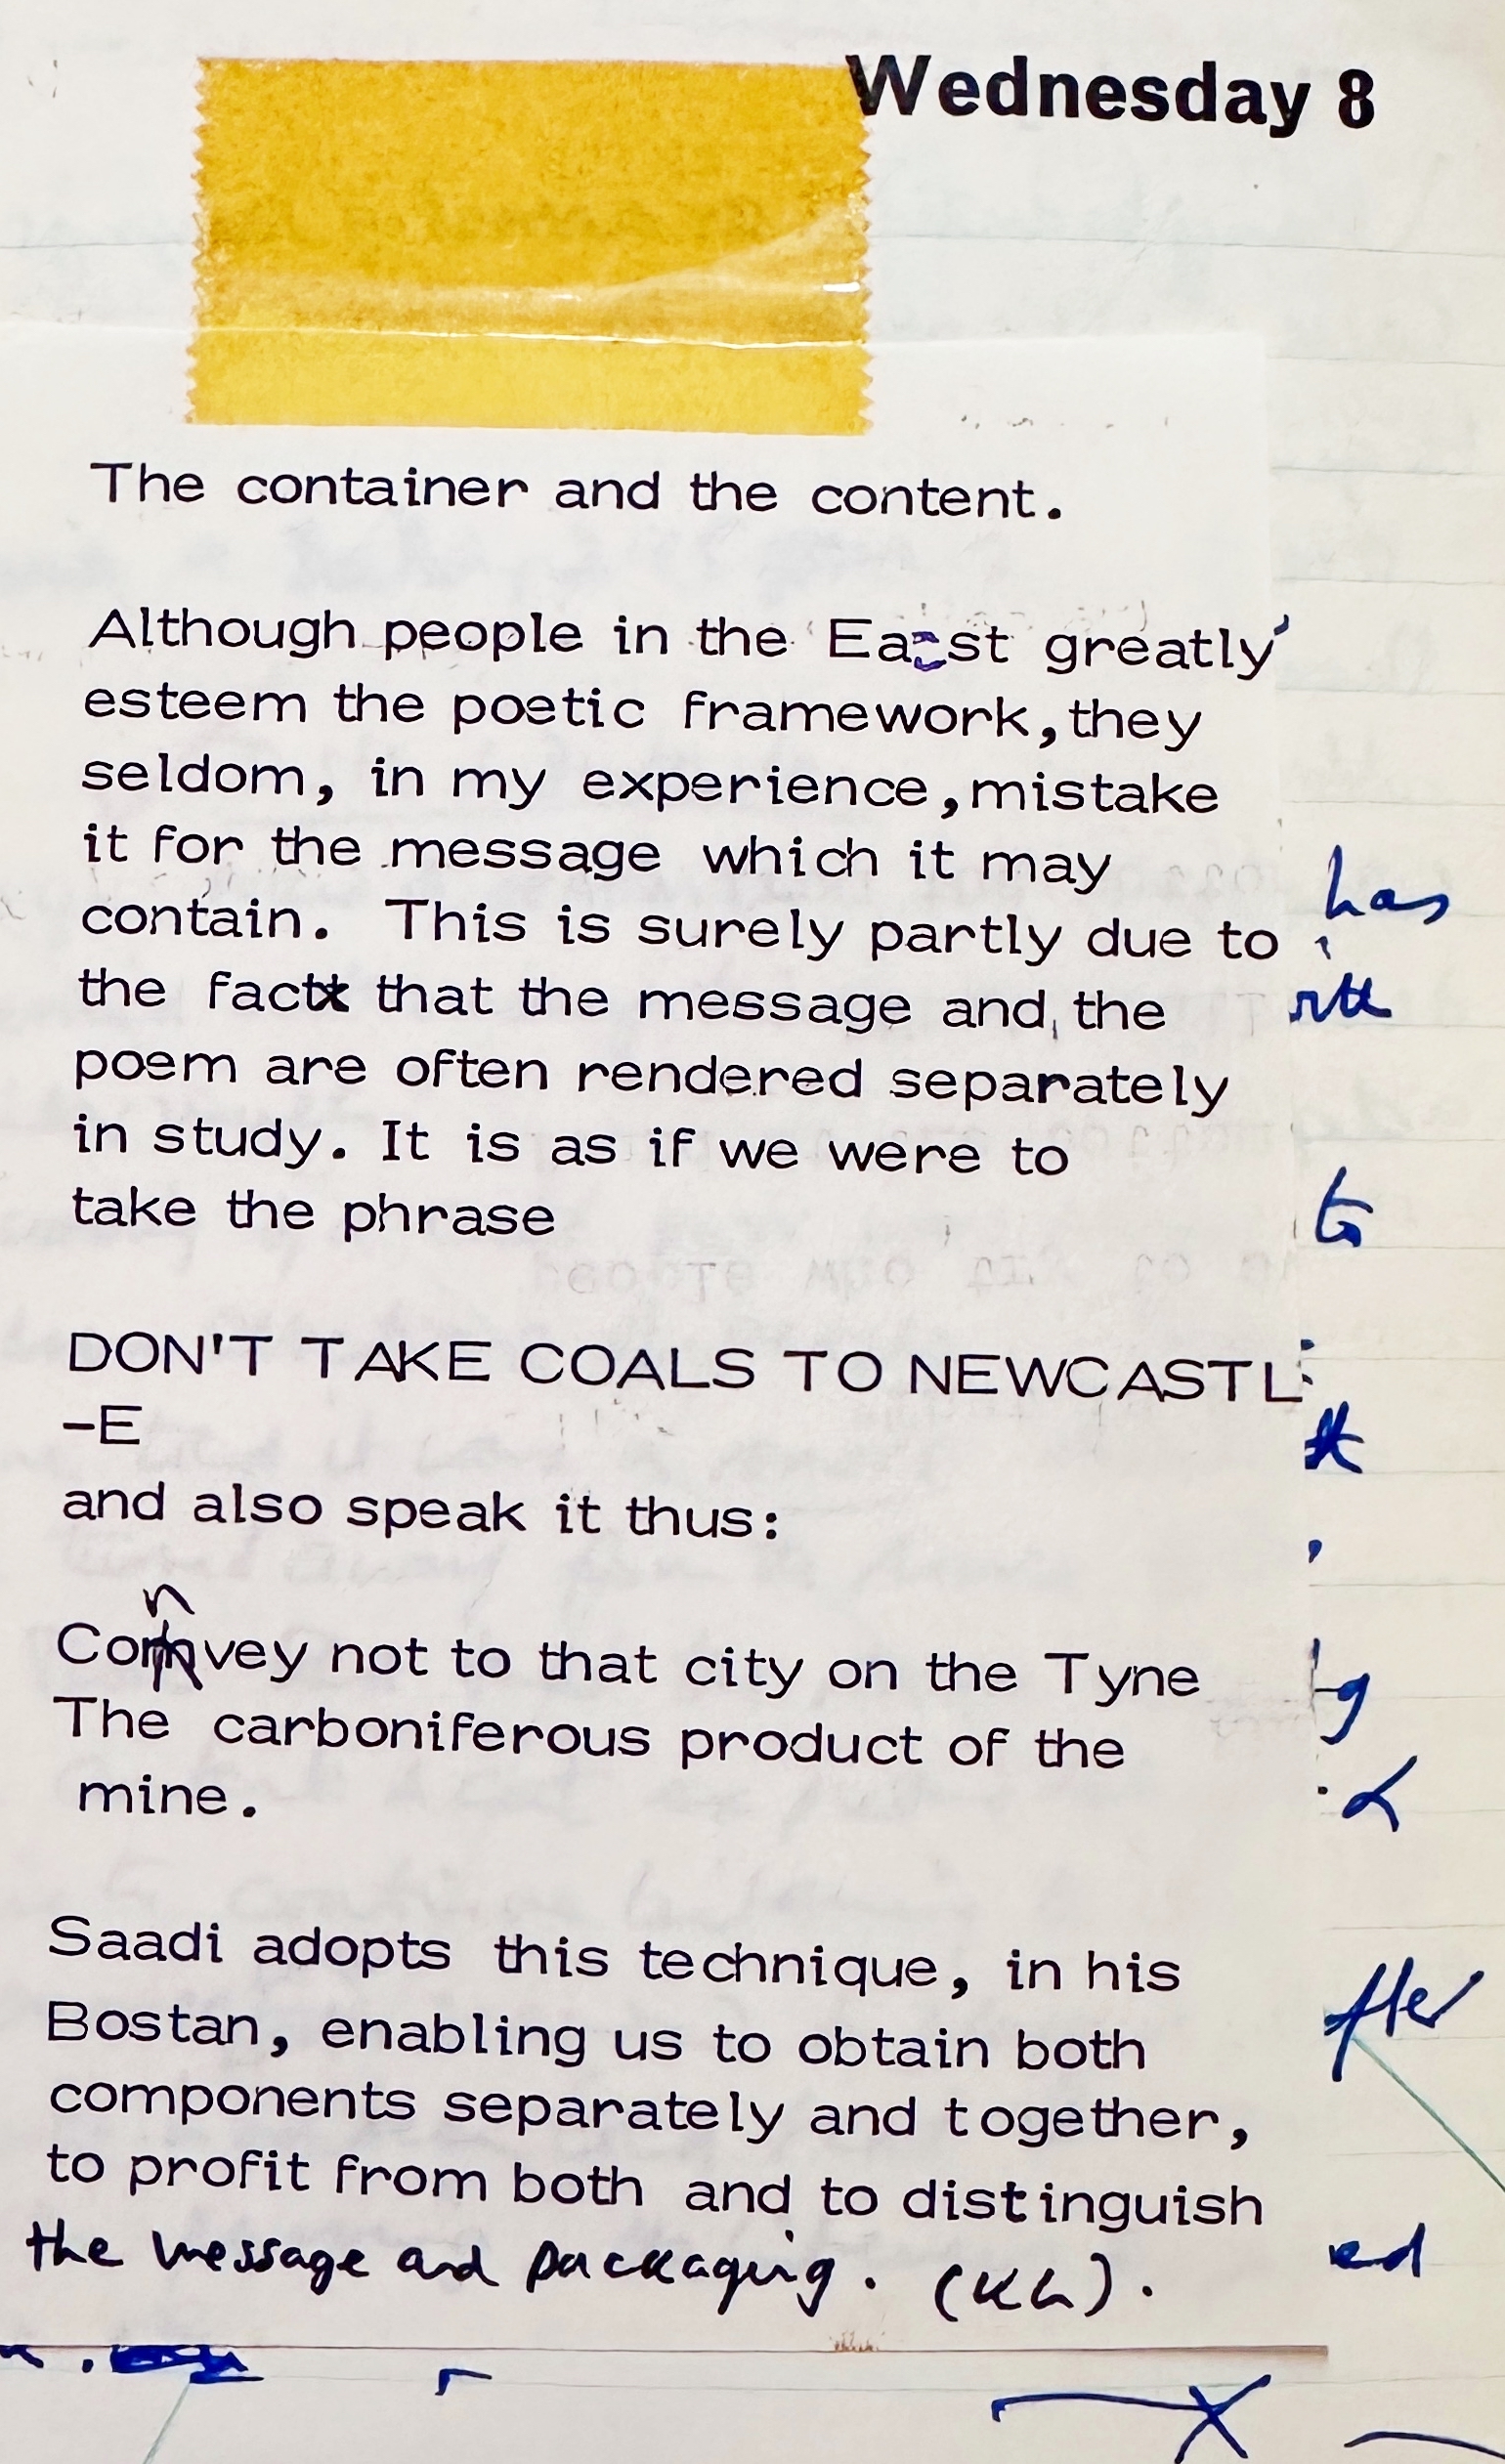 Wednesday 8
The container and the content.
Although people in the East greatly
esteem the poetic framework, they
seldom, in my experience, mistake
it for the message which it may
contain. This is surely partly due to
the fact that the message and the
poem are often rendered separately
in study. It is as if we were to
take the phrase
DON'T TAKE COALS TO NEWCASTL
-E
and also speak it thus:
Convey not to that city on the Tyne
The carboniferous product of the
mine.
Saadi adopts this technique, in his
Bostan, enabling us to obtain both
components separately and together,
to profit from both and to distinguish
the message and packaging. (KL).
has
to
ed